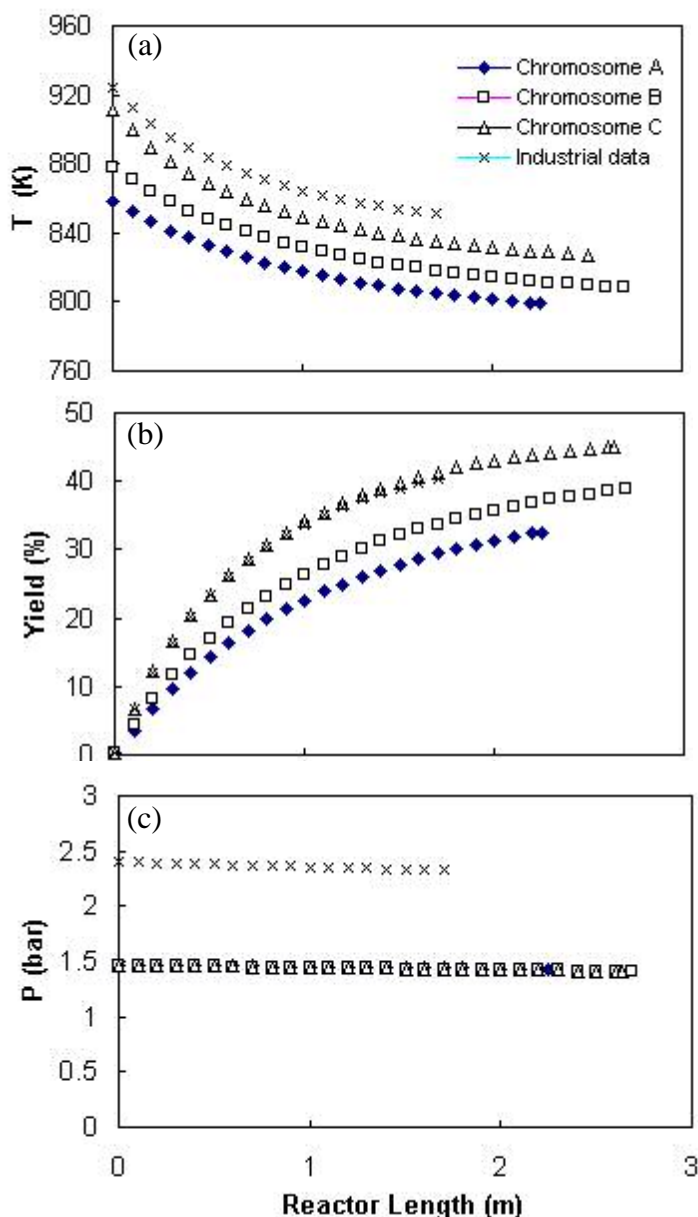 (a)
Chromosome A
Chromosome B
Chromosome C
Industrial data
960
920
880
840
800
760
T (K)
(b)
50
40
30
20
10
0
Yield (%)
(c)
3
2.5
2
1.5
1
0.5
0
P (bar)
0 1 2 3
Reactor Length (m)